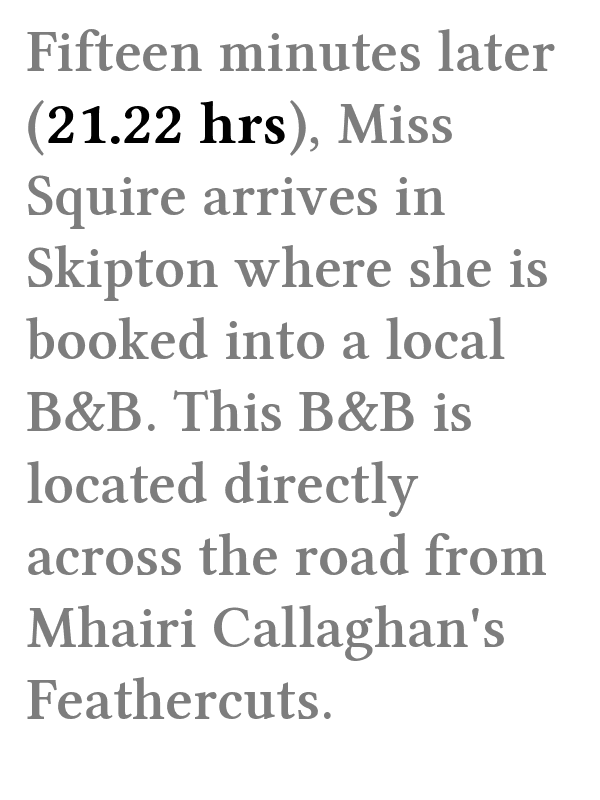 Fifteen minutes later
(21.22 hrs), Miss
Squire arrives in
Skipton where she is
booked into a local
B&B. This B&B is
located directly
across the road from
Mhairi Callaghan's
Feathercuts.